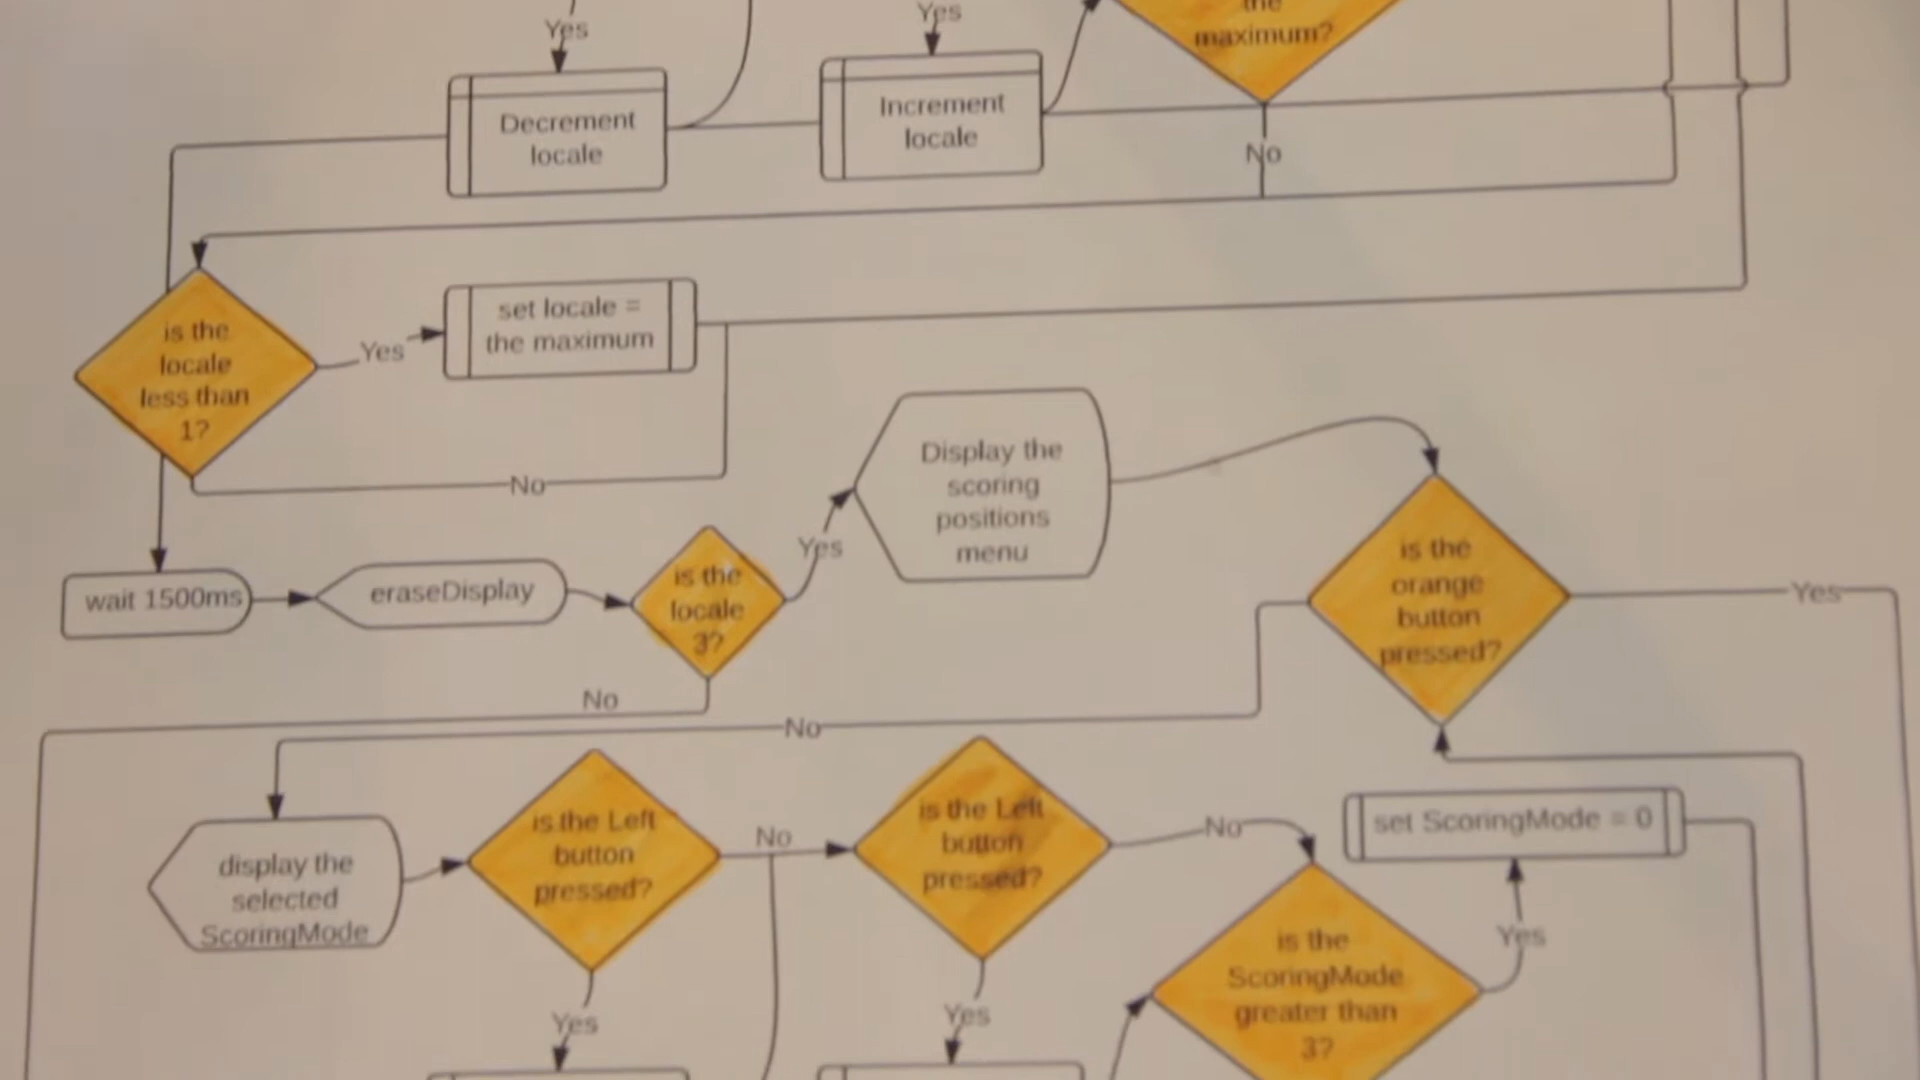 Yes
Yes
the
maximum?
Decrement
locale
Increment
locale
No
is the
locale
less than
1?
Yes
set locale =
the maximum
No
Display the
scoring
positions
menu
wait 1500ms
eraseDisplay
is the
locale
3?
Yes
is the
orange
button
pressed?
Yes
No
No
display the
selected
ScoringMode
is the Left
button
pressed?
No
is the Left
button
pressed?
No
set ScoringMode = 0
Yes
is the
ScoringMode
greater than
3?
Yes
Yes